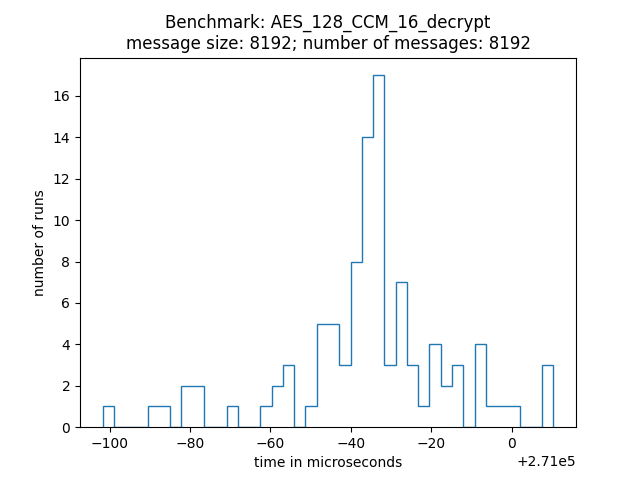 Benchmark: AES_128_CCM_16_decrypt
message size: 8192; number of messages: 8192
number of runs
16
14
12
10
8
6
4
2
0
−100 −80 −60 −40 −20 0
time in microseconds
+2.71e5